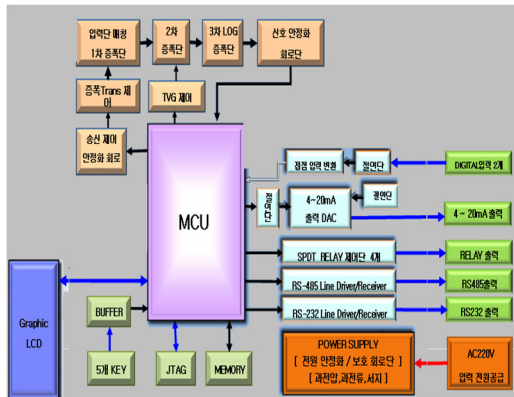 입력단 매칭
1차 증폭단
2차
증폭단
3차 LOG
증폭단
신호 안정화
회로단
증폭Trans 제
어
TVG 제어
송신 제어
안정화 회로
MCU
접점 입력 변환
절연단
DIGITAL입력 2개
절연단
4~20mA
출력 DAC
절연단
4 ~ 20mA 출력
SPDT RELAY 제어단 4개
RELAY 출력
RS-485 Line Driver/Receiver
RS485출력
RS-232 Line Driver/Receiver
RS232 출력
Graphic
LCD
BUFFER
5개 KEY
JTAG
MEMORY
POWER SUPPLY
[ 전원 안정화 / 보호 회로단 ]
[ 과전압,과전류,서지 ]
AC220V
입력 전원공급